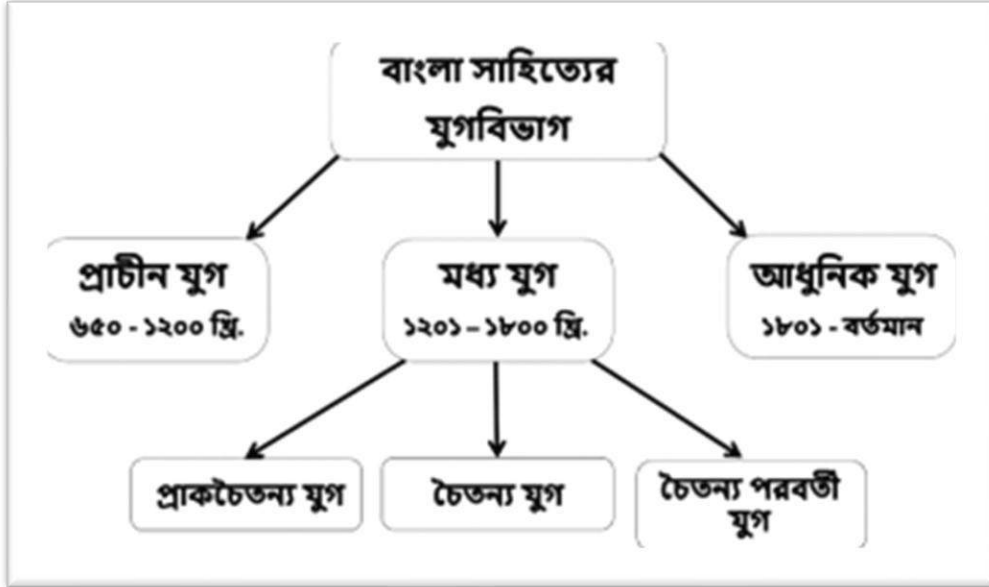 বাংলা সাহিত্যের
যুগবিভাগ
প্রাচীন যুগ
৬৫০ - ১২০০ খ্রি.
মধ্য যুগ
১২০১ – ১৮০০ খ্রি.
আধুনিক যুগ
১৮০১ - বর্তমান
প্রাকচৈতন্য যুগ
চৈতন্য যুগ
চৈতন্য পরবর্তী
যুগ